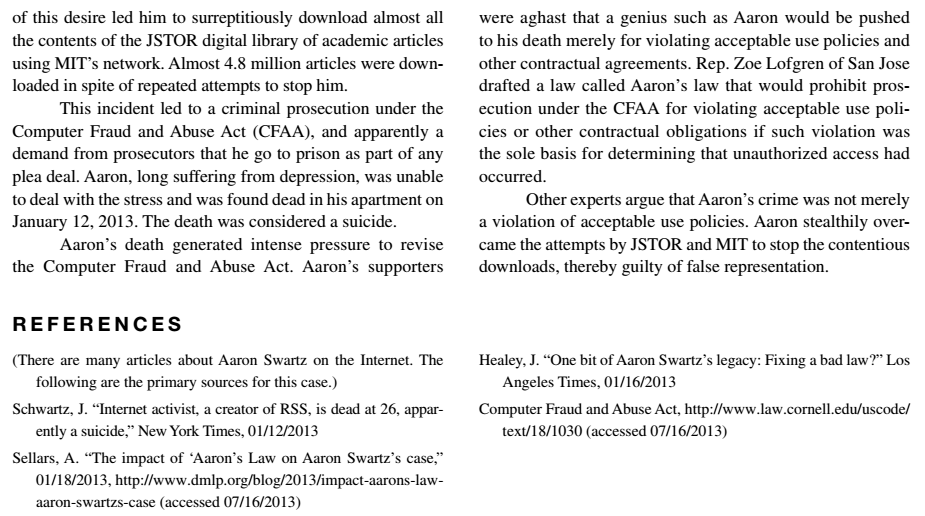 of this desire led him to surreptitiously download almost all
the contents of the JSTOR digital library of academic articles
using MIT's network. Almost 4.8 million articles were down-
loaded in spite of repeated attempts to stop him.
This incident led to a criminal prosecution under the
Computer Fraud and Abuse Act (CFAA), and apparently a
demand from prosecutors that he go to prison as part of any
plea deal. Aaron, long suffering from depression, was unable
to deal with the stress and was found dead in his apartment on
January 12, 2013. The death was considered a suicide.
Aaron's death generated intense pressure to revise
the Computer Fraud and Abuse Act. Aaron's supporters
were aghast that a genius such as Aaron would be pushed
to his death merely for violating acceptable use policies and
other contractual agreements. Rep. Zoe Lofgren of San Jose
drafted a law called Aaron's law that would prohibit pros-
ecution under the CFAA for violating acceptable use poli-
cies or other contractual obligations if such violation was
the sole basis for determining that unauthorized access had
occurred.
Other experts argue that Aaron's crime was not merely
a violation of acceptable use policies. Aaron stealthily over-
came the attempts by JSTOR and MIT to stop the contentious
downloads, thereby guilty of false representation.
REFERENCES
(There are many articles about Aaron Swartz on the Internet. The
following are the primary sources for this case.)
Schwartz, J. "Internet activist, a creator of RSS, is dead at 26, appar-
ently a suicide," New York Times, 01/12/2013
Sellars, A. "The impact of 'Aaron's Law on Aaron Swartz's case,"
01/18/2013, http://www.dmlp.org/blog/2013/impact-aarons-law-
aaron-swartzs-case (accessed 07/16/2013)
Healey, J. "One bit of Aaron Swartz's legacy: Fixing a bad law?" Los
Angeles Times, 01/16/2013
Computer Fraud and Abuse Act, http://www.law.cornell.edu/uscode/
text/18/1030 (accessed 07/16/2013)